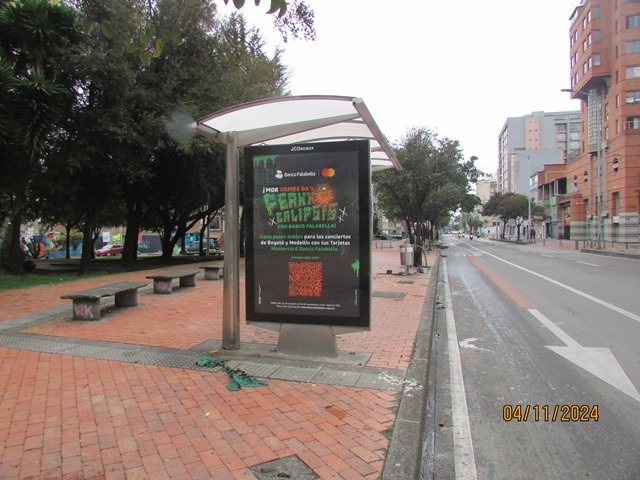 JCDecaux
Banco Falabella
¡MOR VAMOS PA'L
FERXXO
CALIPSIS
CON BANCO FALABELLA!
Gana pases dobles para los conciertos
de Bogotá y Medellín con tus Tarjetas
Mastercard Banco Falabella.
04/11/2024